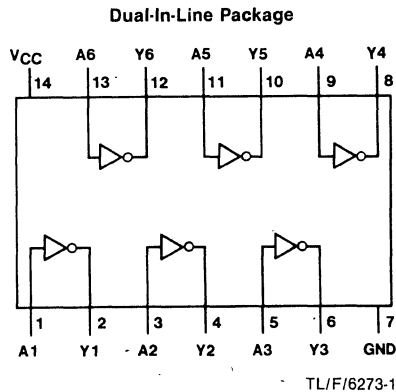 Dual-In-Line Package
VCC A6 Y6 A5 Y5 A4 Y4
14 13 12 11 10 9 8
1 2 3 4 5 6 7
A1 Y1 A2 Y2 A3 Y3 GND
TL/F/6273-1